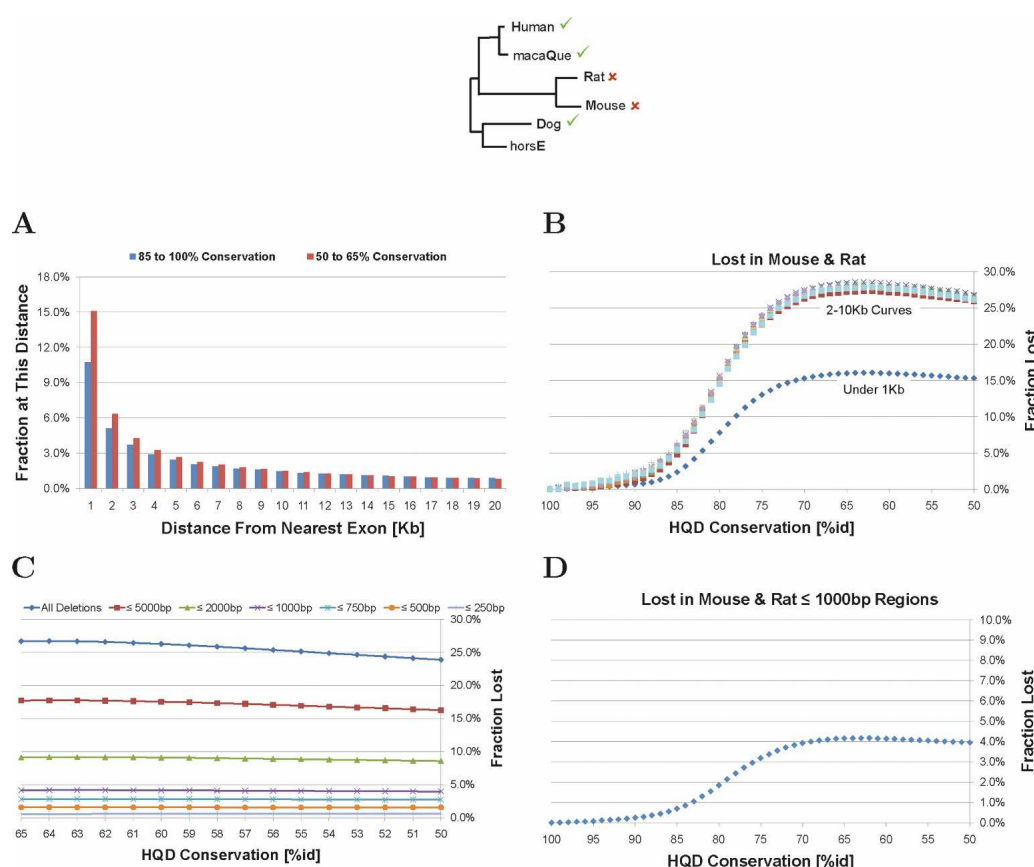 Human ✓
macaQue ✓
Rat ✘
Mouse ✘
Dog ✓
horsE
A
85 to 100% Conservation 50 to 65% Conservation
Fraction at This Distance
18.0%
15.0%
12.0%
9.0%
6.0%
3.0%
0.0%
1 2 3 4 5 6 7 8 9 10 11 12 13 14 15 16 17 18 19 20
Distance From Nearest Exon [Kb]
B
Lost in Mouse & Rat
30.0%
25.0%
20.0%
15.0%
10.0%
5.0%
0.0%
Fraction Lost
2-10Kb Curves
Under 1Kb
100 95 90 85 80 75 70 65 60 55 50
HQD Conservation [%id]
C
All Deletions ≤ 5000bp ≤ 2000bp ≤ 1000bp ≤ 750bp ≤ 500bp ≤ 250bp
30.0%
25.0%
20.0%
15.0%
10.0%
5.0%
0.0%
Fraction Lost
65 64 63 62 61 60 59 58 57 56 55 54 53 52 51 50
HQD Conservation [%id]
D
Lost in Mouse & Rat ≤ 1000bp Regions
10.0%
9.0%
8.0%
7.0%
6.0%
5.0%
4.0%
3.0%
2.0%
1.0%
0.0%
Fraction Lost
100 95 90 85 80 75 70 65 60 55 50
HQD Conservation [%id]